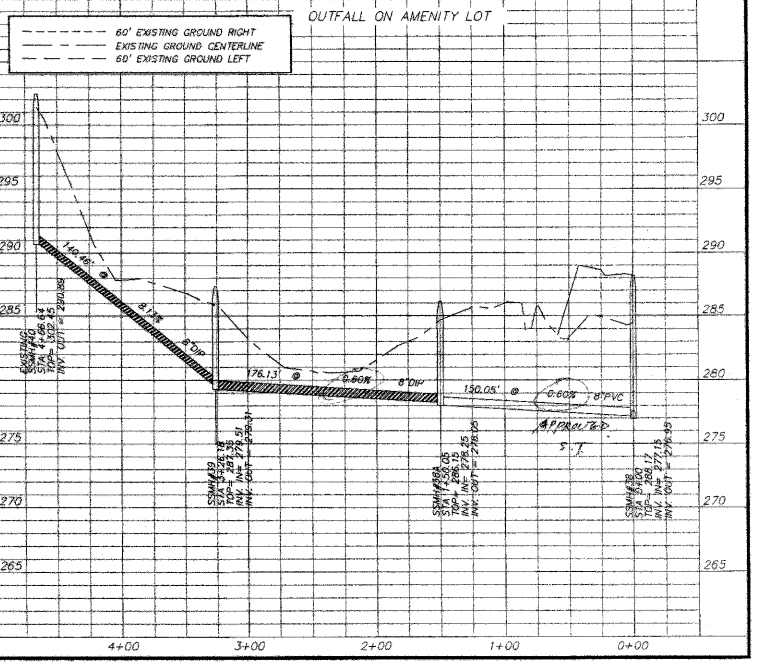 OUTFALL ON AMENITY LOT
60' EXISTING GROUND RIGHT
EXISTING GROUND CENTERLINE
60' EXISTING GROUND LEFT
300
295
290
285
280
275
270
265
300
295
290
285
280
275
270
265
140.46' @ 8.13% 8"DIP
176.13' @ 0.60% 8"DIP
150.05' @ 0.60% 8"PVC
APPROVED
S.T.
EXISTING
SSMH#40
STA 4+66.64
TOP= 302.45
INV. OUT = 290.89
SSMH#39
STA 3+26.18
TOP= 287.35
INV. IN= 279.51
INV. OUT = 279.31
SSMH#38A
STA 1+50.05
TOP= 286.15
INV. IN= 278.25
INV. OUT = 278.05
SSMH#38
STA 0+00
TOP= 288.17
INV. IN= 277.15
INV. OUT = 276.95
4+00
3+00
2+00
1+00
0+00